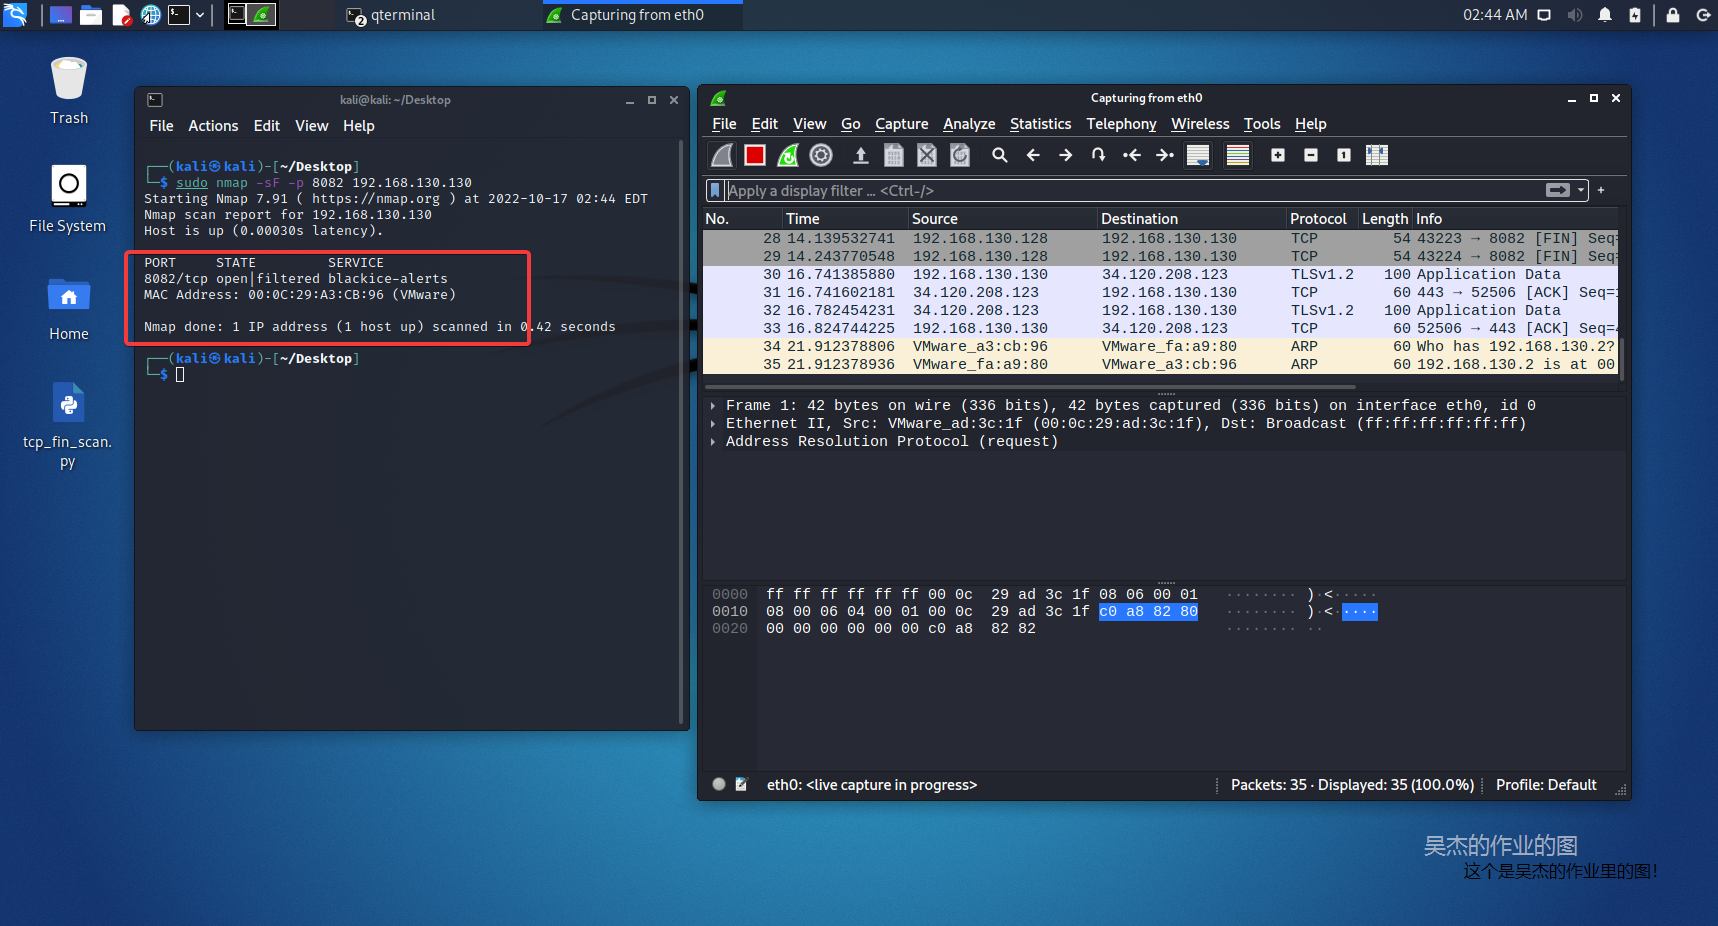 qterminal
Capturing from eth0
02:44 AM
Trash
File System
Home
tcp_fin_scan.
py
kali@kali: ~/Desktop
File Actions Edit View Help
┌──(kali㉿kali)-[~/Desktop]
└─$ sudo nmap -sF -p 8082 192.168.130.130
Starting Nmap 7.91 ( https://nmap.org ) at 2022-10-17 02:44 EDT
Nmap scan report for 192.168.130.130
Host is up (0.00030s latency).
PORT STATE SERVICE
8082/tcp open|filtered blackice-alerts
MAC Address: 00:0C:29:A3:CB:96 (VMware)
Nmap done: 1 IP address (1 host up) scanned in 0.42 seconds
┌──(kali㉿kali)-[~/Desktop]
└─$
Capturing from eth0
File Edit View Go Capture Analyze Statistics Telephony Wireless Tools Help
Apply a display filter ... <Ctrl-/>
No. Time Source Destination Protocol Length Info
28 14.139532741 192.168.130.128 192.168.130.130 TCP 54 43223 → 8082 [FIN] Seq=
29 14.243770548 192.168.130.128 192.168.130.130 TCP 54 43224 → 8082 [FIN] Seq=
30 16.741385880 192.168.130.130 34.120.208.123 TLSv1.2 100 Application Data
31 16.741602181 34.120.208.123 192.168.130.130 TCP 60 443 → 52506 [ACK] Seq=
32 16.782454231 34.120.208.123 192.168.130.130 TLSv1.2 100 Application Data
33 16.824744225 192.168.130.130 34.120.208.123 TCP 60 52506 → 443 [ACK] Seq=
34 21.912378806 VMware_a3:cb:96 VMware_fa:a9:80 ARP 60 Who has 192.168.130.2?
35 21.912378936 VMware_fa:a9:80 VMware_a3:cb:96 ARP 60 192.168.130.2 is at 00
Frame 1: 42 bytes on wire (336 bits), 42 bytes captured (336 bits) on interface eth0, id 0
Ethernet II, Src: VMware_ad:3c:1f (00:0c:29:ad:3c:1f), Dst: Broadcast (ff:ff:ff:ff:ff:ff)
Address Resolution Protocol (request)
0000 ff ff ff ff ff ff 00 0c 29 ad 3c 1f 08 06 00 01 ········ )·<·····
0010 08 00 06 04 00 01 00 0c 29 ad 3c 1f c0 a8 82 80 ········ )·<·····
0020 00 00 00 00 00 00 c0 a8 82 82 ········ ··
eth0: <live capture in progress>
Packets: 35 · Displayed: 35 (100.0%)
Profile: Default
吴杰的作业的图
这个是吴杰的作业里的图!